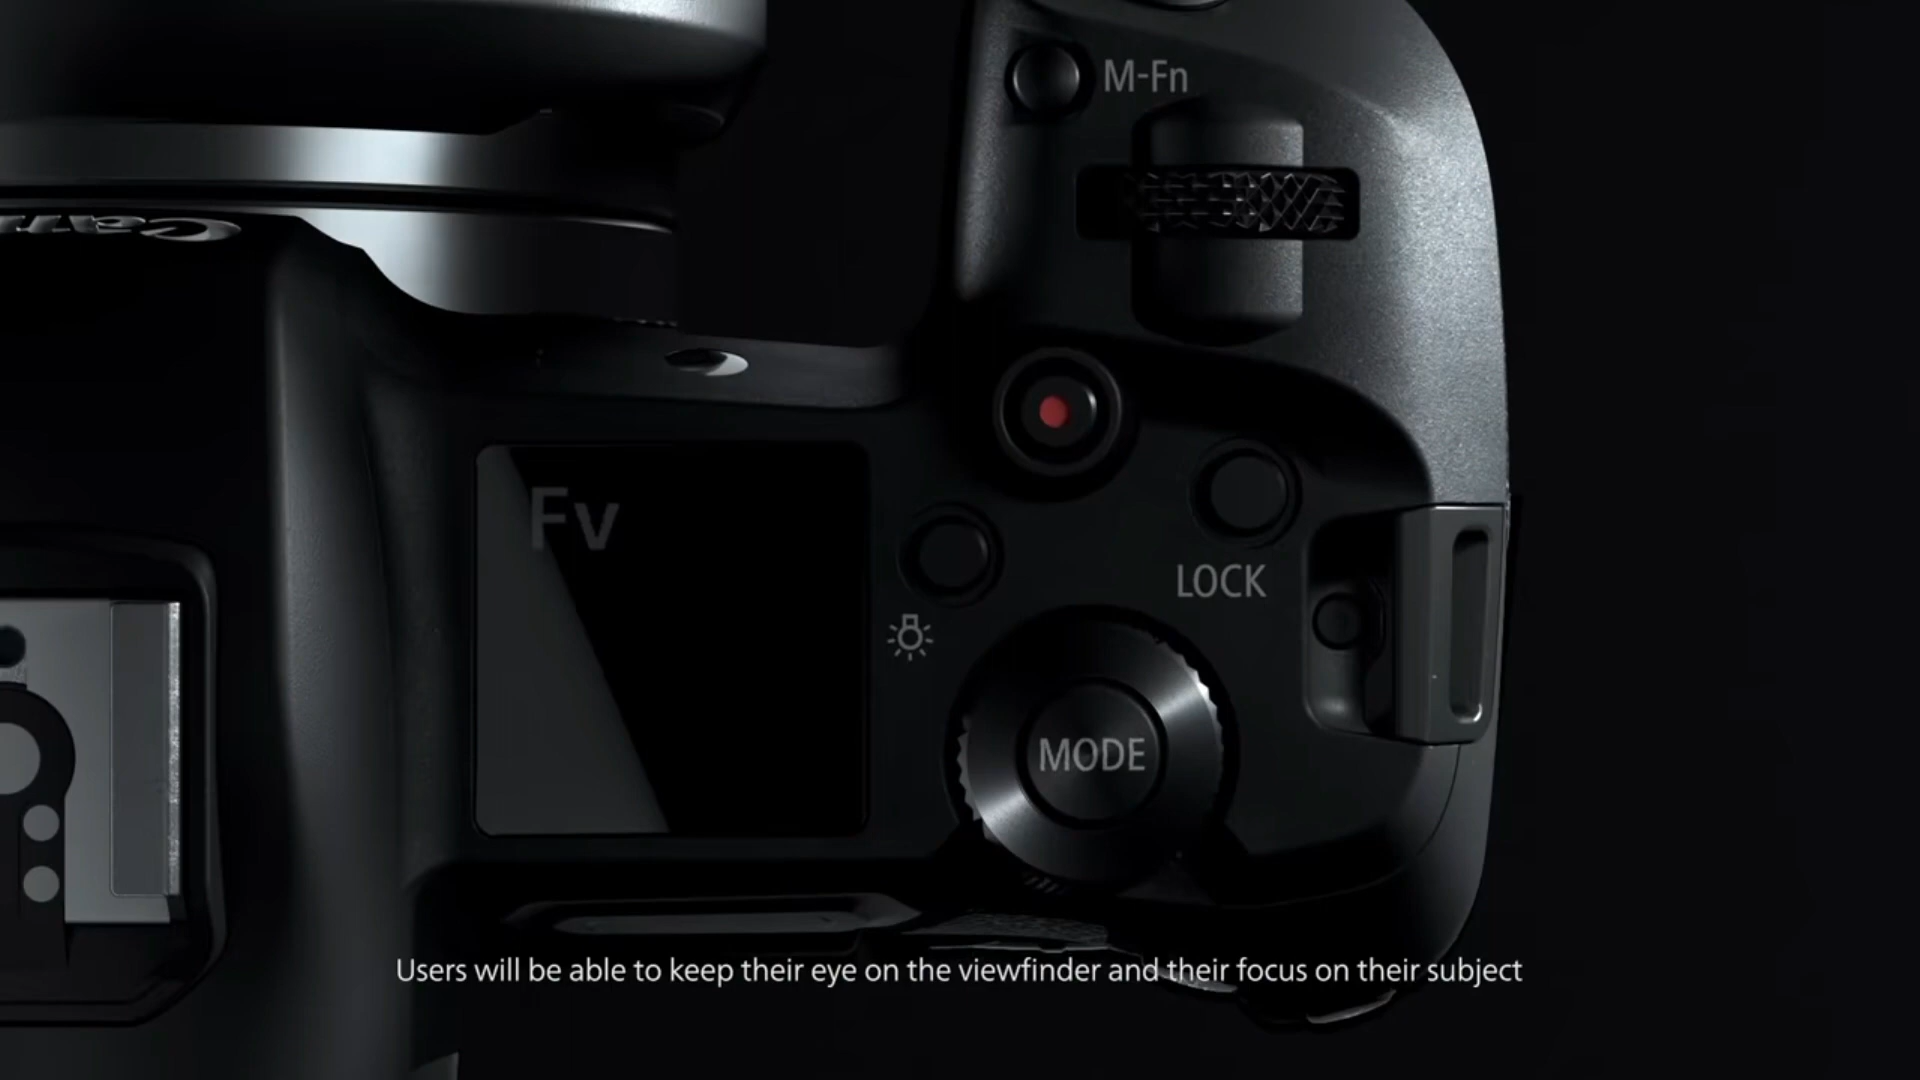 M-Fn
Fv
LOCK
MODE
Users will be able to keep their eye on the viewfinder and their focus on their subject